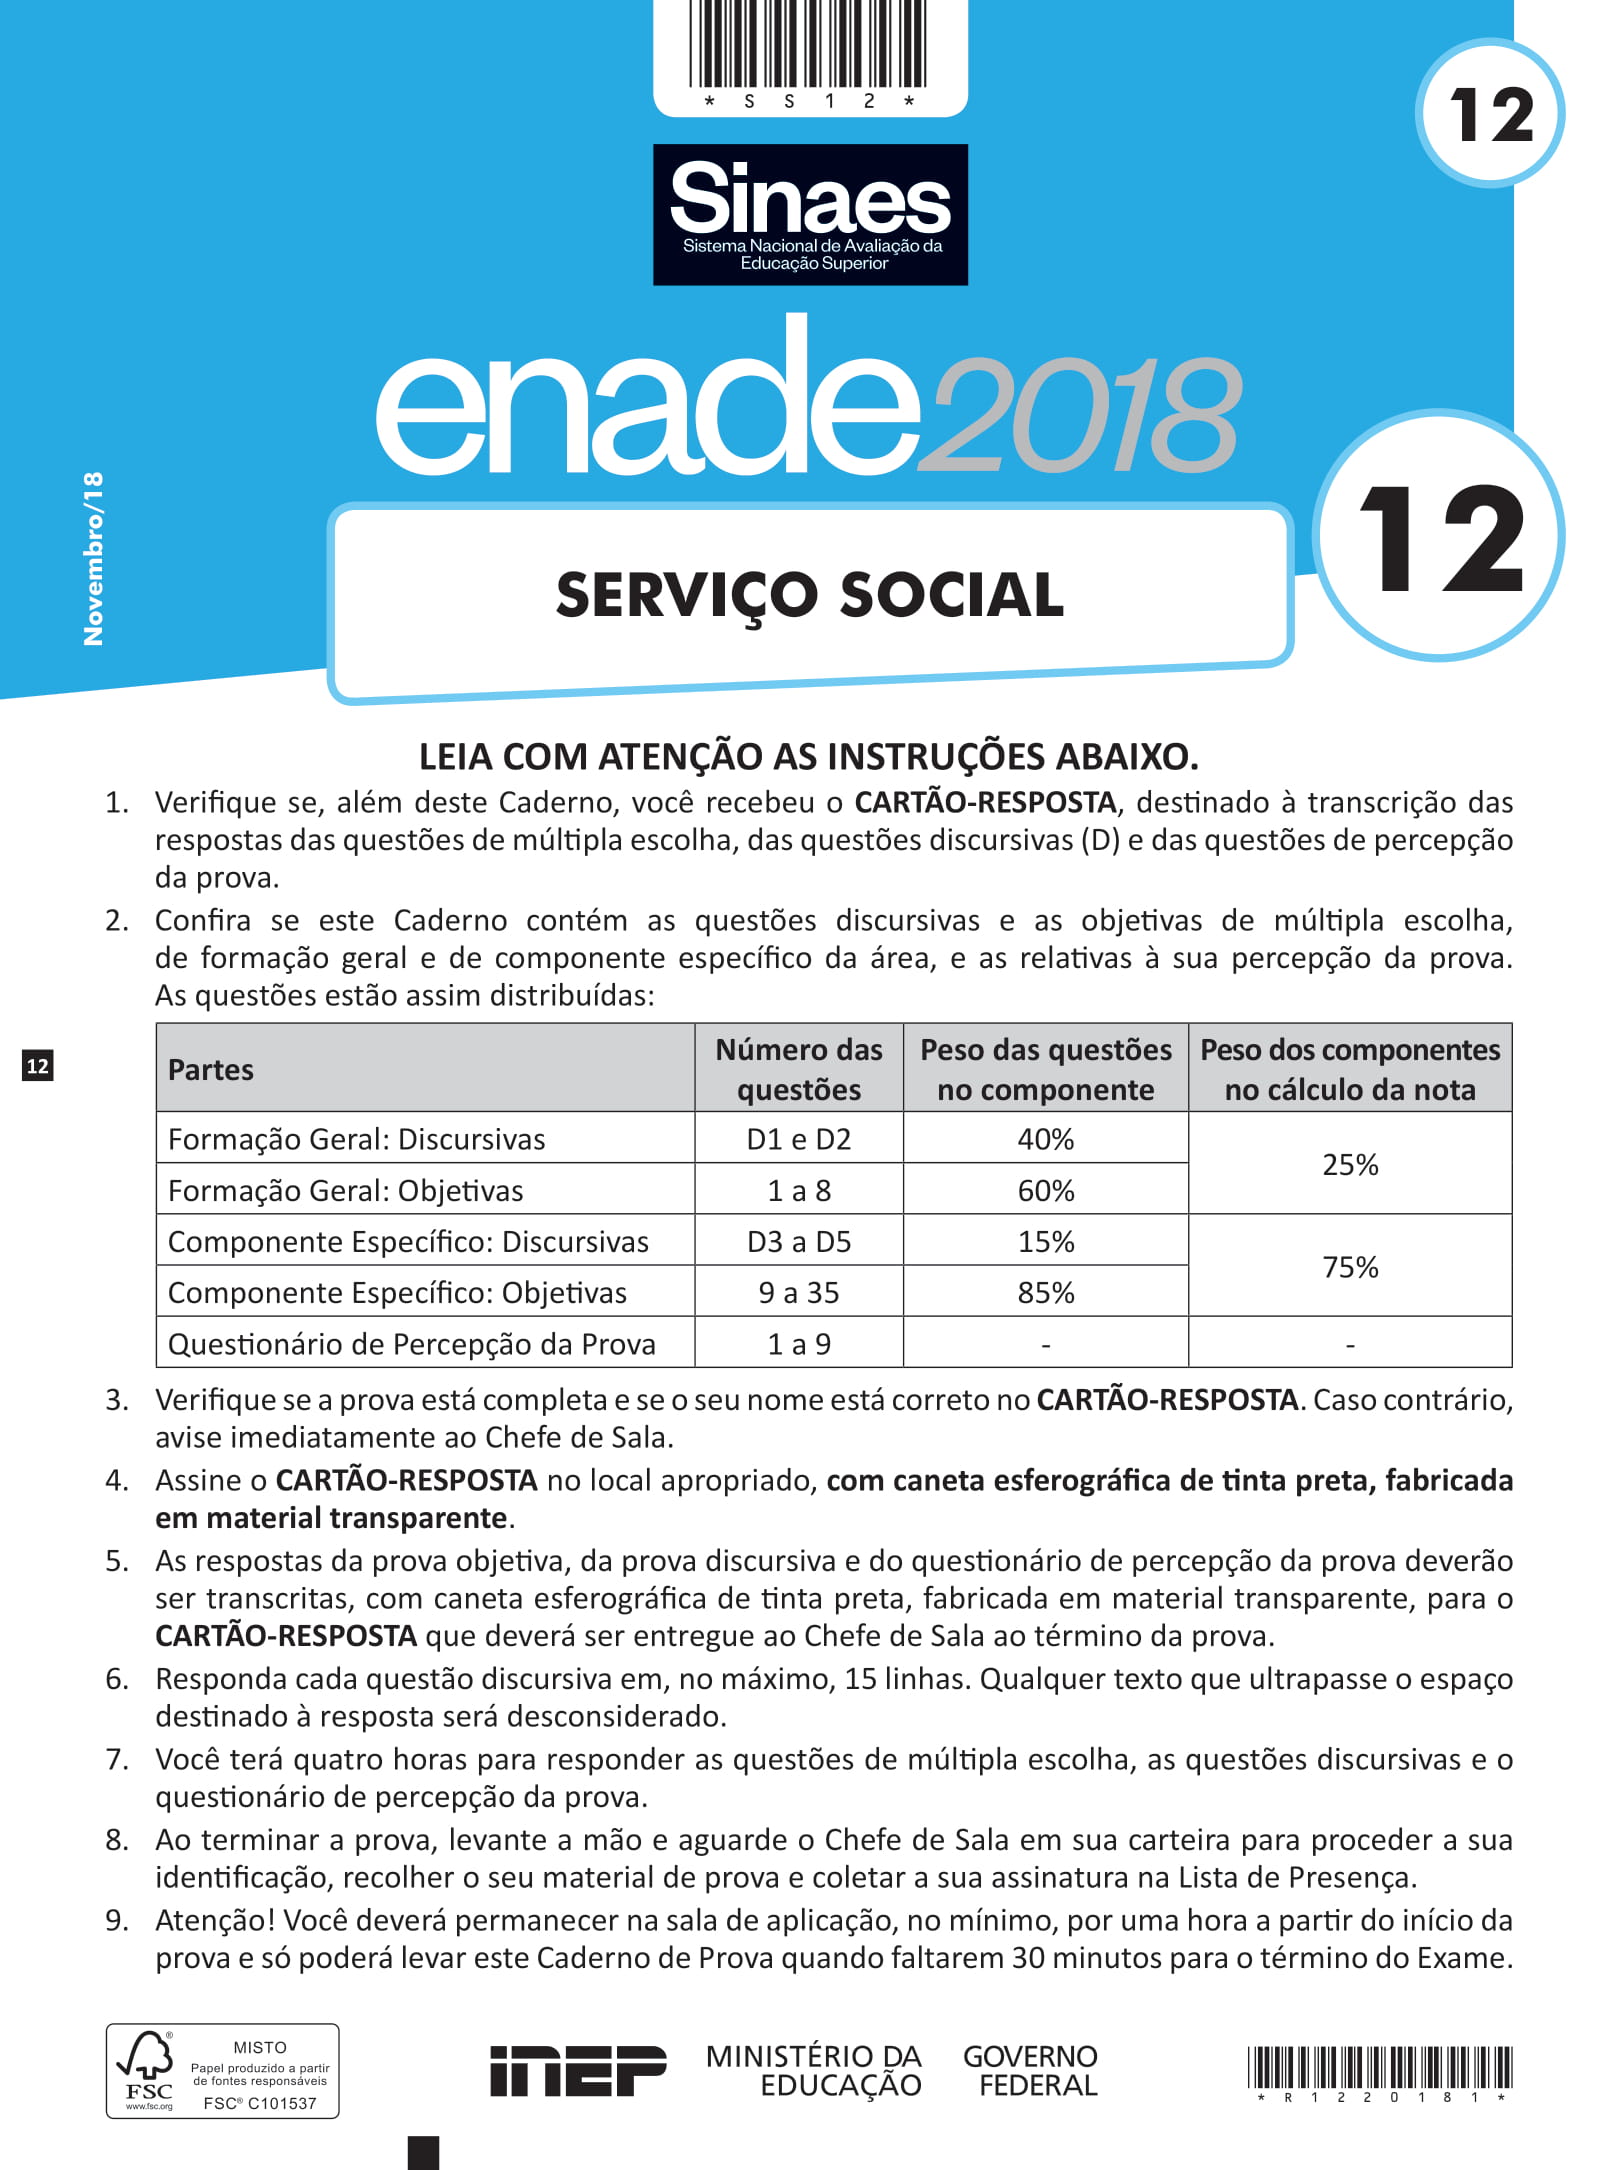 * S S 1 2 *
12
Sinaes
Sistema Nacional de Avaliação da
Educação Superior
enade2018
Novembro/18
12
SERVIÇO SOCIAL
LEIA COM ATENÇÃO AS INSTRUÇÕES ABAIXO.
1. Verifique se, além deste Caderno, você recebeu o CARTÃO-RESPOSTA, destinado à transcrição das
respostas das questões de múltipla escolha, das questões discursivas (D) e das questões de percepção
da prova.
2. Confira se este Caderno contém as questões discursivas e as objetivas de múltipla escolha,
de formação geral e de componente específico da área, e as relativas à sua percepção da prova.
As questões estão assim distribuídas:
12
Partes
Número das
questões
Peso das questões
no componente
Peso dos componentes
no cálculo da nota
Formação Geral: Discursivas D1 e D2 40%
25%
Formação Geral: Objetivas 1 a 8 60%
Componente Específico: Discursivas D3 a D5 15%
75%
Componente Específico: Objetivas 9 a 35 85%
Questionário de Percepção da Prova 1 a 9 - -
3. Verifique se a prova está completa e se o seu nome está correto no CARTÃO-RESPOSTA. Caso contrário,
avise imediatamente ao Chefe de Sala.
4. Assine o CARTÃO-RESPOSTA no local apropriado, com caneta esferográfica de tinta preta, fabricada
em material transparente.
5. As respostas da prova objetiva, da prova discursiva e do questionário de percepção da prova deverão
ser transcritas, com caneta esferográfica de tinta preta, fabricada em material transparente, para o
CARTÃO-RESPOSTA que deverá ser entregue ao Chefe de Sala ao término da prova.
6. Responda cada questão discursiva em, no máximo, 15 linhas. Qualquer texto que ultrapasse o espaço
destinado à resposta será desconsiderado.
7. Você terá quatro horas para responder as questões de múltipla escolha, as questões discursivas e o
questionário de percepção da prova.
8. Ao terminar a prova, levante a mão e aguarde o Chefe de Sala em sua carteira para proceder a sua
identificação, recolher o seu material de prova e coletar a sua assinatura na Lista de Presença.
9. Atenção! Você deverá permanecer na sala de aplicação, no mínimo, por uma hora a partir do início da
prova e só poderá levar este Caderno de Prova quando faltarem 30 minutos para o término do Exame.
®
FSC
www.fsc.org
MISTO
Papel produzido a partir
de fontes responsáveis
FSC® C101537
INEP
MINISTÉRIO DA
EDUCAÇÃO
GOVERNO
FEDERAL
* R 1 2 2 0 1 8 1 *